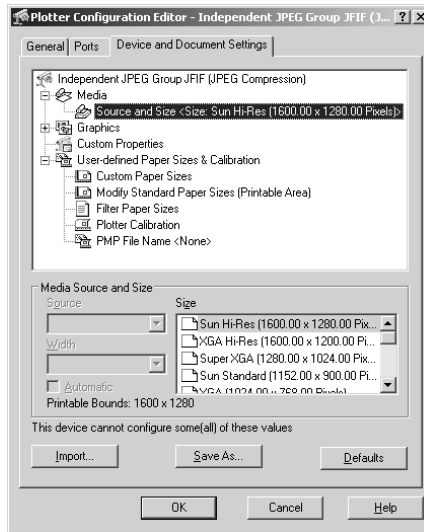 Plotter Configuration Editor - Independent JPEG Group JFIF (J...
General Ports Device and Document Settings
Independent JPEG Group JFIF (JPEG Compression)
Media
Source and Size <Size: Sun Hi-Res (1600.00 x 1280.00 Pixels)>
Graphics
Custom Properties
User-defined Paper Sizes & Calibration
Custom Paper Sizes
Modify Standard Paper Sizes (Printable Area)
Filter Paper Sizes
Plotter Calibration
PMP File Name <None>
Media Source and Size
Source
Size
Sun Hi-Res (1600.00 x 1280.00 Pix...
XGA Hi-Res (1600.00 x 1200.00 Pi...
Width
Super XGA (1280.00 x 1024.00 Pix...
Sun Standard (1152.00 x 900.00 Pi...
Automatic
XGA (1024.00 x 768.00 Pixels)
Printable Bounds: 1600 x 1280
This device cannot configure some(all) of these values
Import... Save As... Defaults
OK Cancel Help